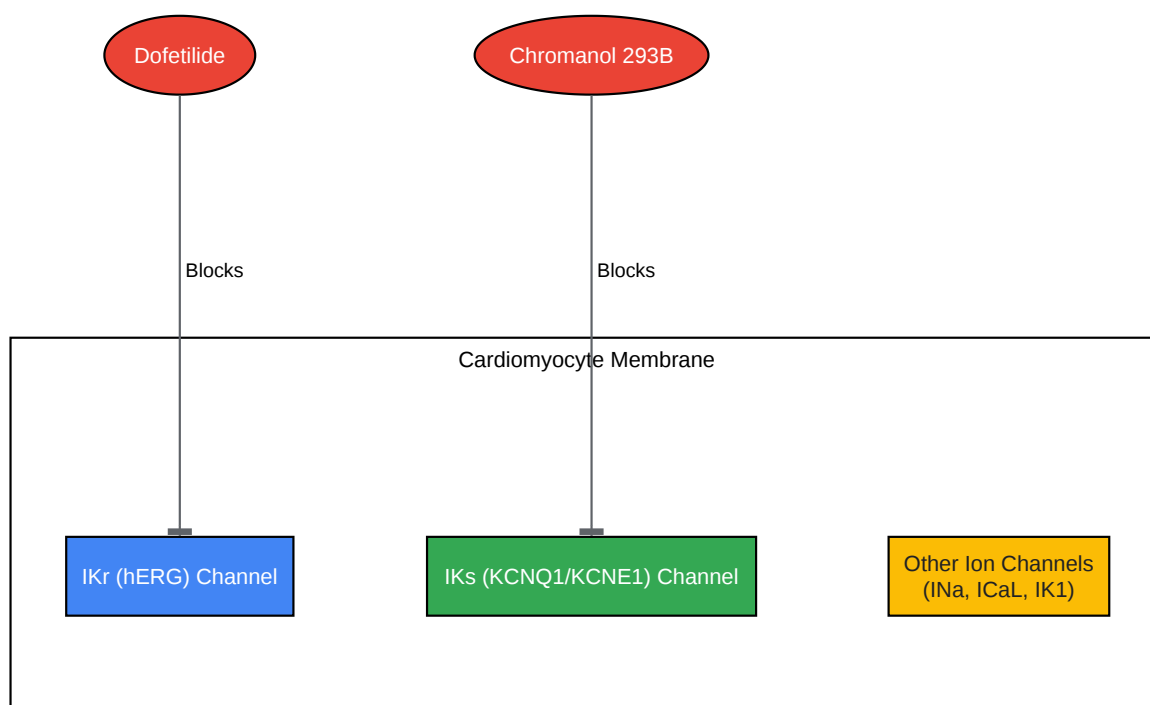 Dofetilide
Chromanol 293B
Blocks
Blocks
Cardiomyocyte Membrane
IKr (hERG) Channel
IKs (KCNQ1/KCNE1) Channel
Other Ion Channels
(INa, ICaL, IK1)